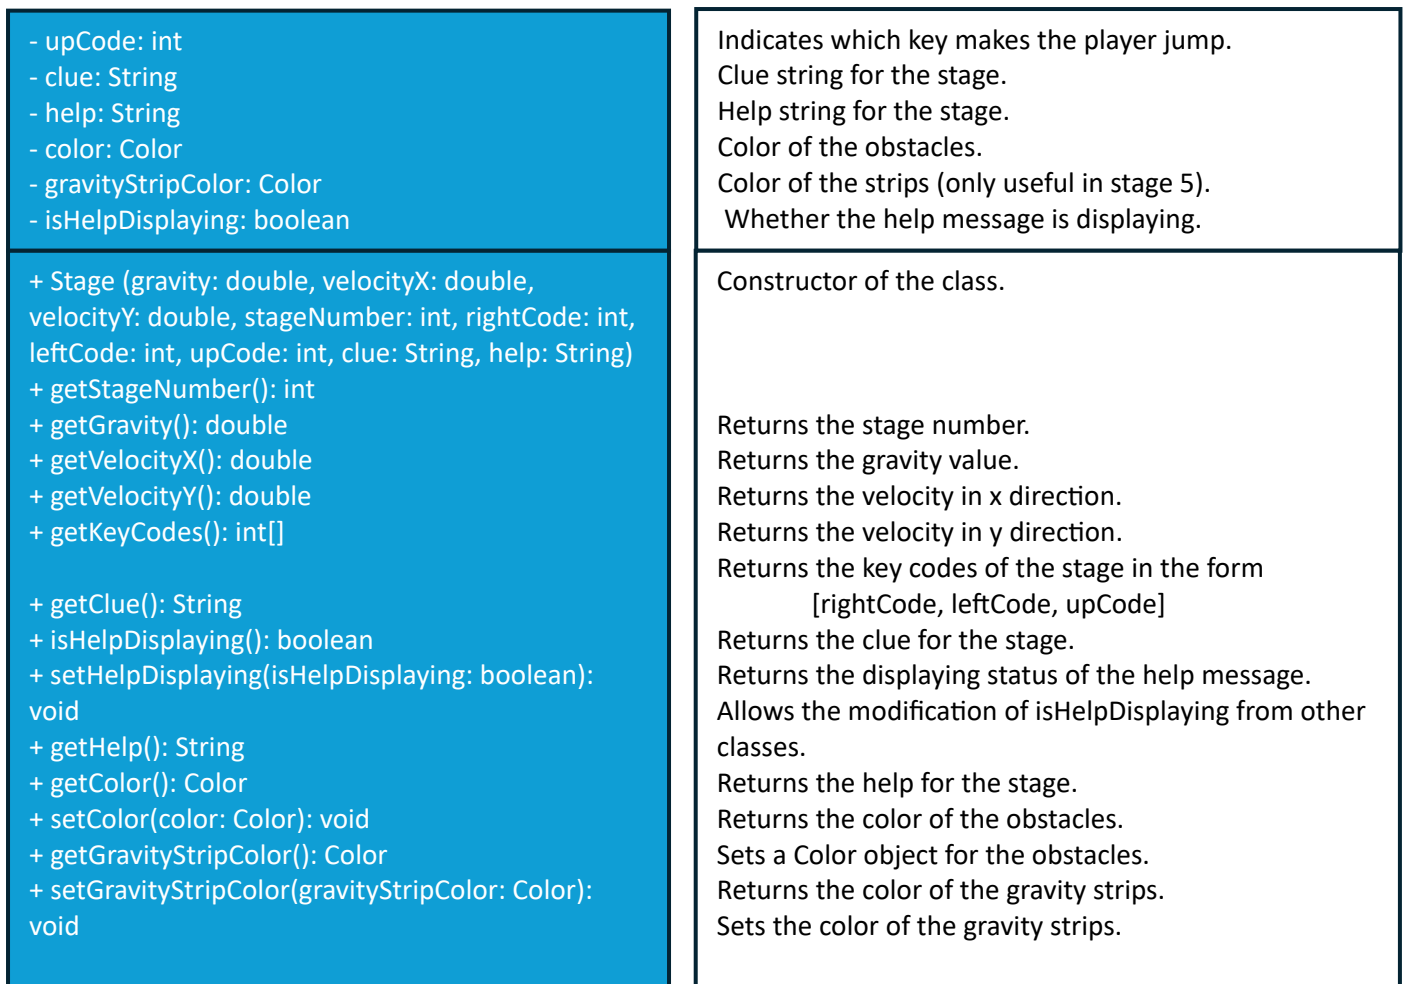 - upCode: int
- clue: String
- help: String
- color: Color
- gravityStripColor: Color
- isHelpDisplaying: boolean
Indicates which key makes the player jump.
Clue string for the stage.
Help string for the stage.
Color of the obstacles.
Color of the strips (only useful in stage 5).
Whether the help message is displaying.
+ Stage (gravity: double, velocityX: double,
velocityY: double, stageNumber: int, rightCode: int,
leftCode: int, upCode: int, clue: String, help: String)
+ getStageNumber(): int
+ getGravity(): double
+ getVelocityX(): double
+ getVelocityY(): double
+ getKeyCodes(): int[]
+ getClue(): String
+ isHelpDisplaying(): boolean
+ setHelpDisplaying(isHelpDisplaying: boolean):
void
+ getHelp(): String
+ getColor(): Color
+ setColor(color: Color): void
+ getGravityStripColor(): Color
+ setGravityStripColor(gravityStripColor: Color):
void
Constructor of the class.
Returns the stage number.
Returns the gravity value.
Returns the velocity in x direction.
Returns the velocity in y direction.
Returns the key codes of the stage in the form
[rightCode, leftCode, upCode]
Returns the clue for the stage.
Returns the displaying status of the help message.
Allows the modification of isHelpDisplaying from other
classes.
Returns the help for the stage.
Returns the color of the obstacles.
Sets a Color object for the obstacles.
Returns the color of the gravity strips.
Sets the color of the gravity strips.